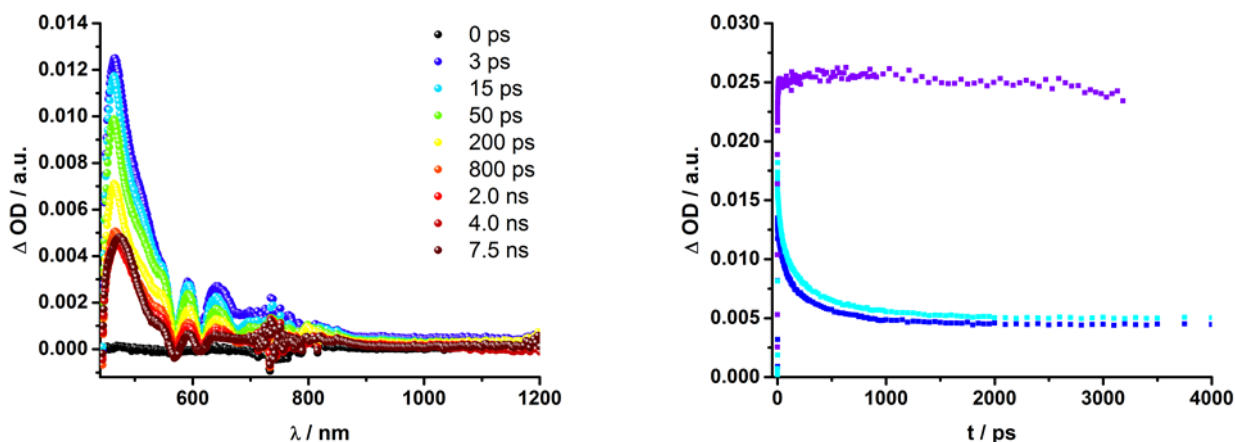 0.014
0.012
0.010
0.008
0.006
0.004
0.002
0.000
Δ OD / a.u.
600
800
1000
1200
λ / nm
0 ps
3 ps
15 ps
50 ps
200 ps
800 ps
2.0 ns
4.0 ns
7.5 ns
0.030
0.025
0.020
0.015
0.010
0.005
0.000
Δ OD / a.u.
0
1000
2000
3000
4000
t / ps